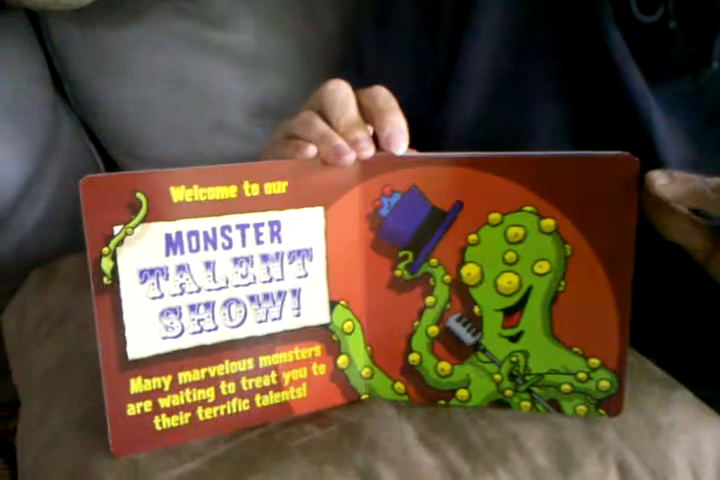 Welcome to our
MONSTER
TALENT
SHOW!
Many marvelous monsters
are waiting to treat you to
their terrific talents!